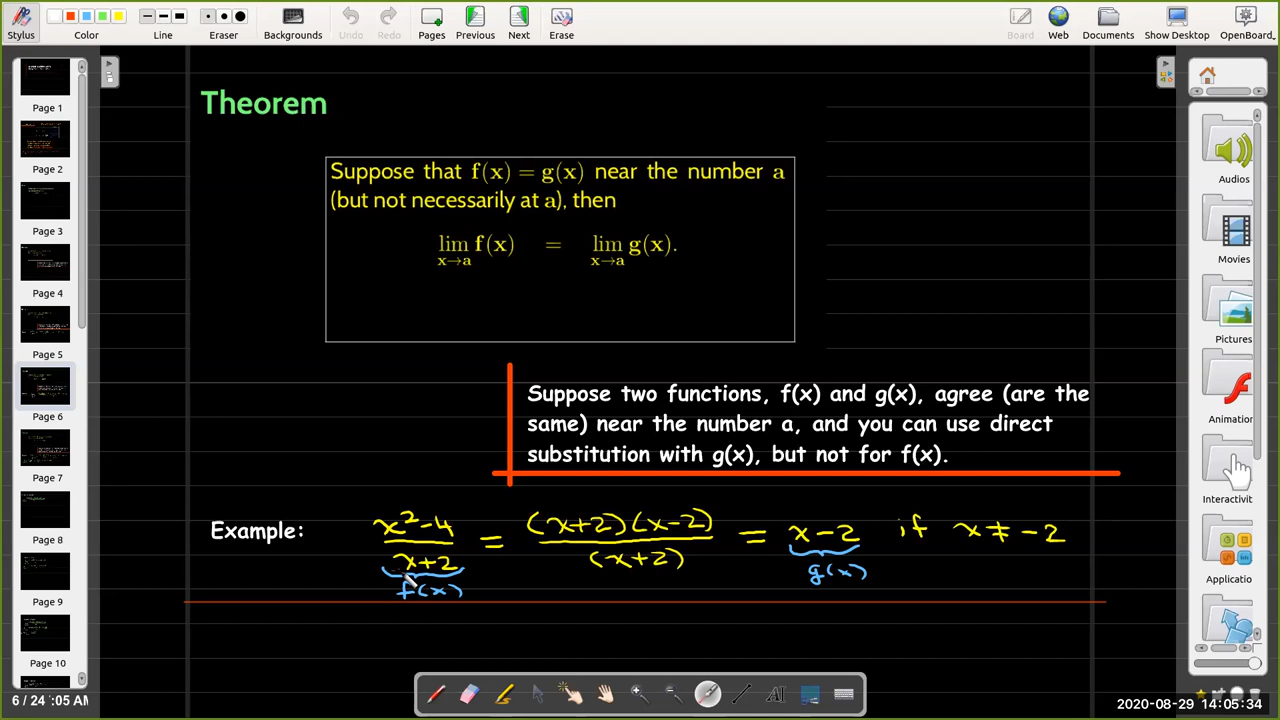 Stylus
Color
Line
Eraser
Backgrounds
Undo
Redo
Pages
Previous
Next
Erase
Board
Web
Documents
Show Desktop
OpenBoard
Page 1
Page 2
Page 3
Page 4
Page 5
Page 6
Page 7
Page 8
Page 9
Page 10
Theorem
Suppose that f(x) = g(x) near the number a
(but not necessarily at a), then
lim f(x) = lim g(x).
x→a x→a
Suppose two functions, f(x) and g(x), agree (are the
same) near the number a, and you can use direct
substitution with g(x), but not for f(x).
Example: x²-4 / x+2 = (x+2)(x-2) / (x+2) = x-2 if x ≠ -2
f(x) g(x)
Audios
Movies
Pictures
Animation
Interactivit
Applicatio
6 / 24 :05 AM
AI
2020-08-29 14:05:34